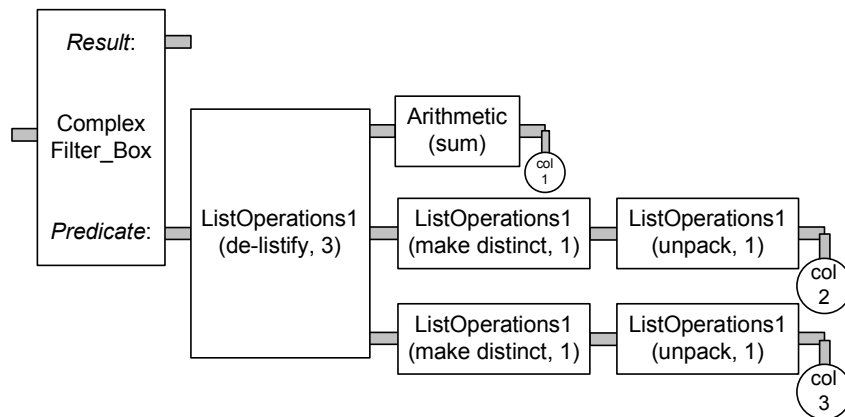 Result:
Complex
Filter_Box
Predicate:
ListOperations1
(de-listify, 3)
Arithmetic
(sum)
col
1
ListOperations1
(make distinct, 1)
ListOperations1
(unpack, 1)
col
2
ListOperations1
(make distinct, 1)
ListOperations1
(unpack, 1)
col
3